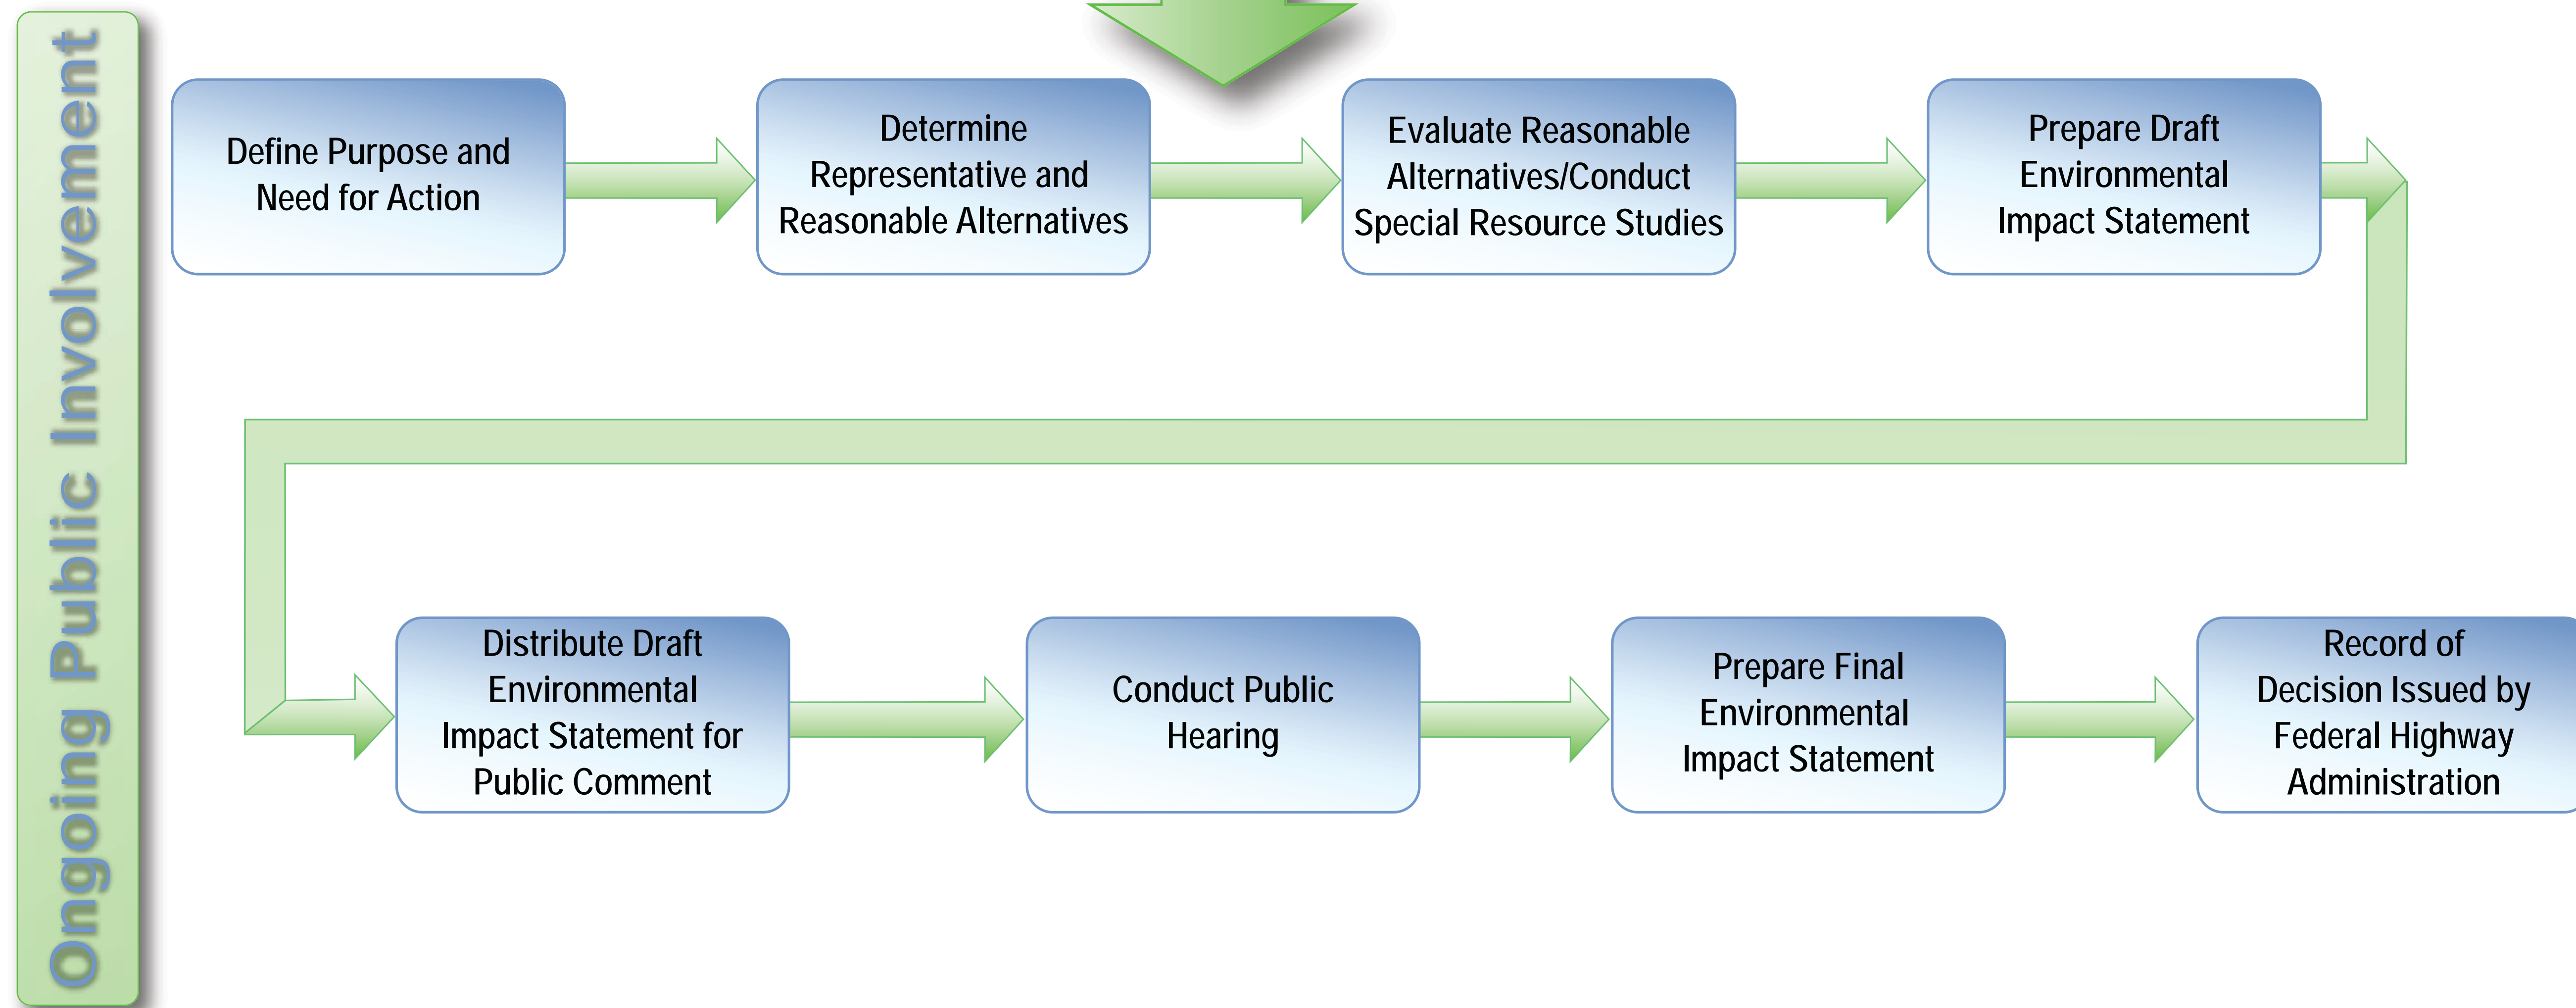 Ongoing Public Involvement
Define Purpose and
Need for Action
Determine
Representative and
Reasonable Alternatives
Evaluate Reasonable
Alternatives/Conduct
Special Resource Studies
Prepare Draft
Environmental
Impact Statement
Distribute Draft
Environmental
Impact Statement for
Public Comment
Conduct Public
Hearing
Prepare Final
Environmental
Impact Statement
Record of
Decision Issued by
Federal Highway
Administration